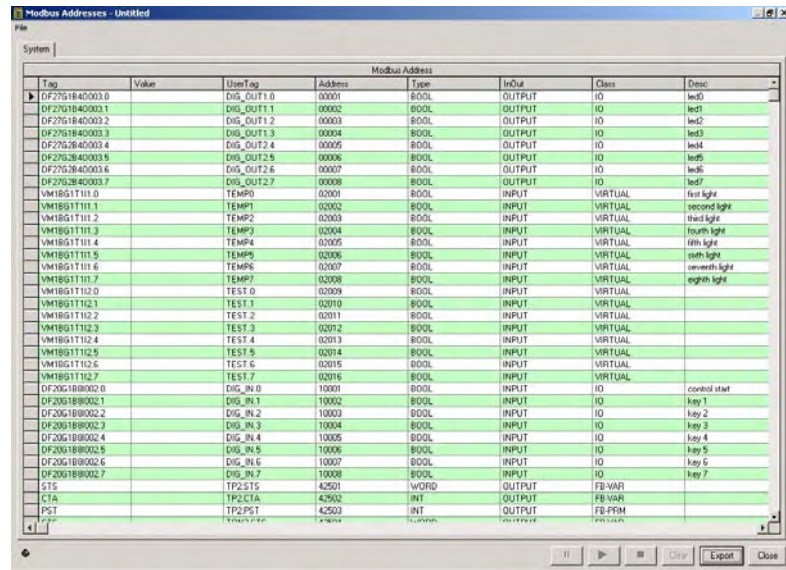 Modbus Addresses - Untitled
File
System
Modbus Address
Tag Value UserTag Address Type InOut Class Desc
DF27G1B4O003.0 DIG_OUT1.0 00001 BOOL OUTPUT IO led0
DF27G1B4O003.1 DIG_OUT1.1 00002 BOOL OUTPUT IO led1
DF27G1B4O003.2 DIG_OUT1.2 00003 BOOL OUTPUT IO led2
DF27G1B4O003.3 DIG_OUT1.3 00004 BOOL OUTPUT IO led3
DF27G2B4O003.4 DIG_OUT2.4 00005 BOOL OUTPUT IO led4
DF27G2B4O003.5 DIG_OUT2.5 00006 BOOL OUTPUT IO led5
DF27G2B4O003.6 DIG_OUT2.6 00007 BOOL OUTPUT IO led6
DF27G2B4O003.7 DIG_OUT2.7 00008 BOOL OUTPUT IO led7
VM1BG1T1I1.0 TEMP0 02001 BOOL INPUT VIRTUAL first light
VM1BG1T1I1.1 TEMP1 02002 BOOL INPUT VIRTUAL second light
VM1BG1T1I1.2 TEMP2 02003 BOOL INPUT VIRTUAL third light
VM1BG1T1I1.3 TEMP3 02004 BOOL INPUT VIRTUAL fourth light
VM1BG1T1I1.4 TEMP4 02005 BOOL INPUT VIRTUAL fifth light
VM1BG1T1I1.5 TEMP5 02006 BOOL INPUT VIRTUAL sixth light
VM1BG1T1I1.6 TEMP6 02007 BOOL INPUT VIRTUAL seventh light
VM1BG1T1I1.7 TEMP7 02008 BOOL INPUT VIRTUAL eighth light
VM1BG1T1I2.0 TEST.0 02009 BOOL INPUT VIRTUAL
VM1BG1T1I2.1 TEST.1 02010 BOOL INPUT VIRTUAL
VM1BG1T1I2.2 TEST.2 02011 BOOL INPUT VIRTUAL
VM1BG1T1I2.3 TEST.3 02012 BOOL INPUT VIRTUAL
VM1BG1T1I2.4 TEST.4 02013 BOOL INPUT VIRTUAL
VM1BG1T1I2.5 TEST.5 02014 BOOL INPUT VIRTUAL
VM1BG1T1I2.6 TEST.6 02015 BOOL INPUT VIRTUAL
VM1BG1T1I2.7 TEST.7 02016 BOOL INPUT VIRTUAL
DF20G1B8I002.0 DIG_IN.0 10001 BOOL INPUT IO control start
DF20G1B8I002.1 DIG_IN.1 10002 BOOL INPUT IO key 1
DF20G1B8I002.2 DIG_IN.2 10003 BOOL INPUT IO key 2
DF20G1B8I002.3 DIG_IN.3 10004 BOOL INPUT IO key 3
DF20G1B8I002.4 DIG_IN.4 10005 BOOL INPUT IO key 4
DF20G1B8I002.5 DIG_IN.5 10006 BOOL INPUT IO key 5
DF20G1B8I002.6 DIG_IN.6 10007 BOOL INPUT IO key 6
DF20G1B8I002.7 DIG_IN.7 10008 BOOL INPUT IO key 7
STS TP2.STS 42501 WORD OUTPUT FB-VAR
CTA TP2.CTA 42502 INT OUTPUT FB-VAR
PST TP2.PST 42503 INT OUTPUT FB-PRM
Clear Export Close